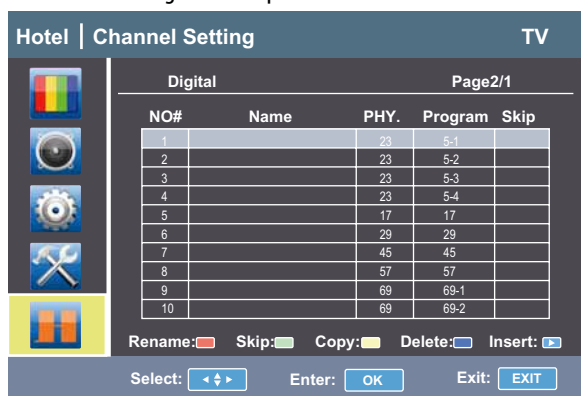 Hotel | Channel Setting TV
Digital Page2/1
NO# Name PHY. Program Skip
1 23 5-1
2 23 5-2
3 23 5-3
4 23 5-4
5 17 17
6 29 29
7 45 45
8 57 57
9 69 69-1
10 69 69-2
Rename: Skip: Copy: Delete: Insert:
Select: Enter: OK Exit: EXIT